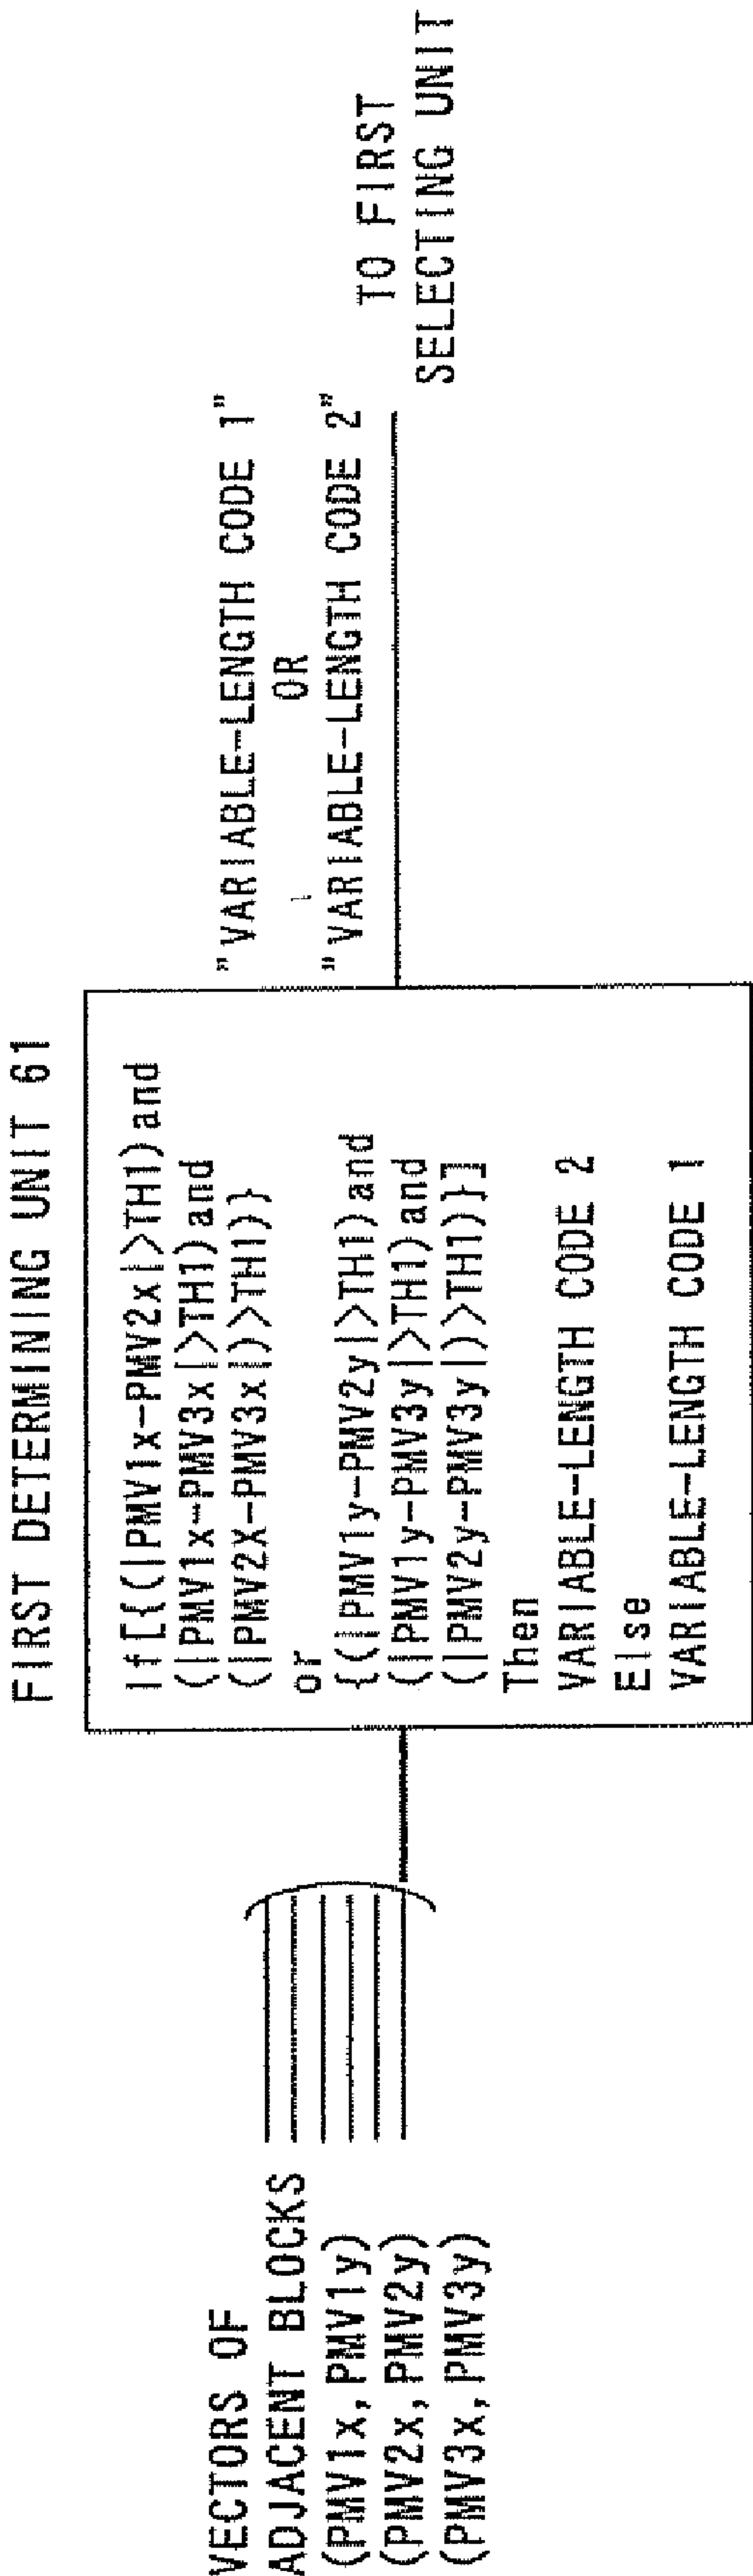 FIRST DETERMINING UNIT 61
VECTORS OF
ADJACENT BLOCKS
(PMV1x, PMV1y)
(PMV2x, PMV2y)
(PMV3x, PMV3y)
If[{(|PMV1x-PMV2x|>TH1)and
(|PMV1x-PMV3x|>TH1)and
(|PMV2X-PMV3x|)>TH1)}
or
{(|PMV1y-PMV2y|>TH1)and
(|PMV1y-PMV3y|>TH1)and
(|PMV2y-PMV3y|)>TH1)}]
Then
VARIABLE-LENGTH CODE 2
Else
VARIABLE-LENGTH CODE 1
"VARIABLE-LENGTH CODE 1"
OR
"VARIABLE-LENGTH CODE 2"
TO FIRST
SELECTING UNIT